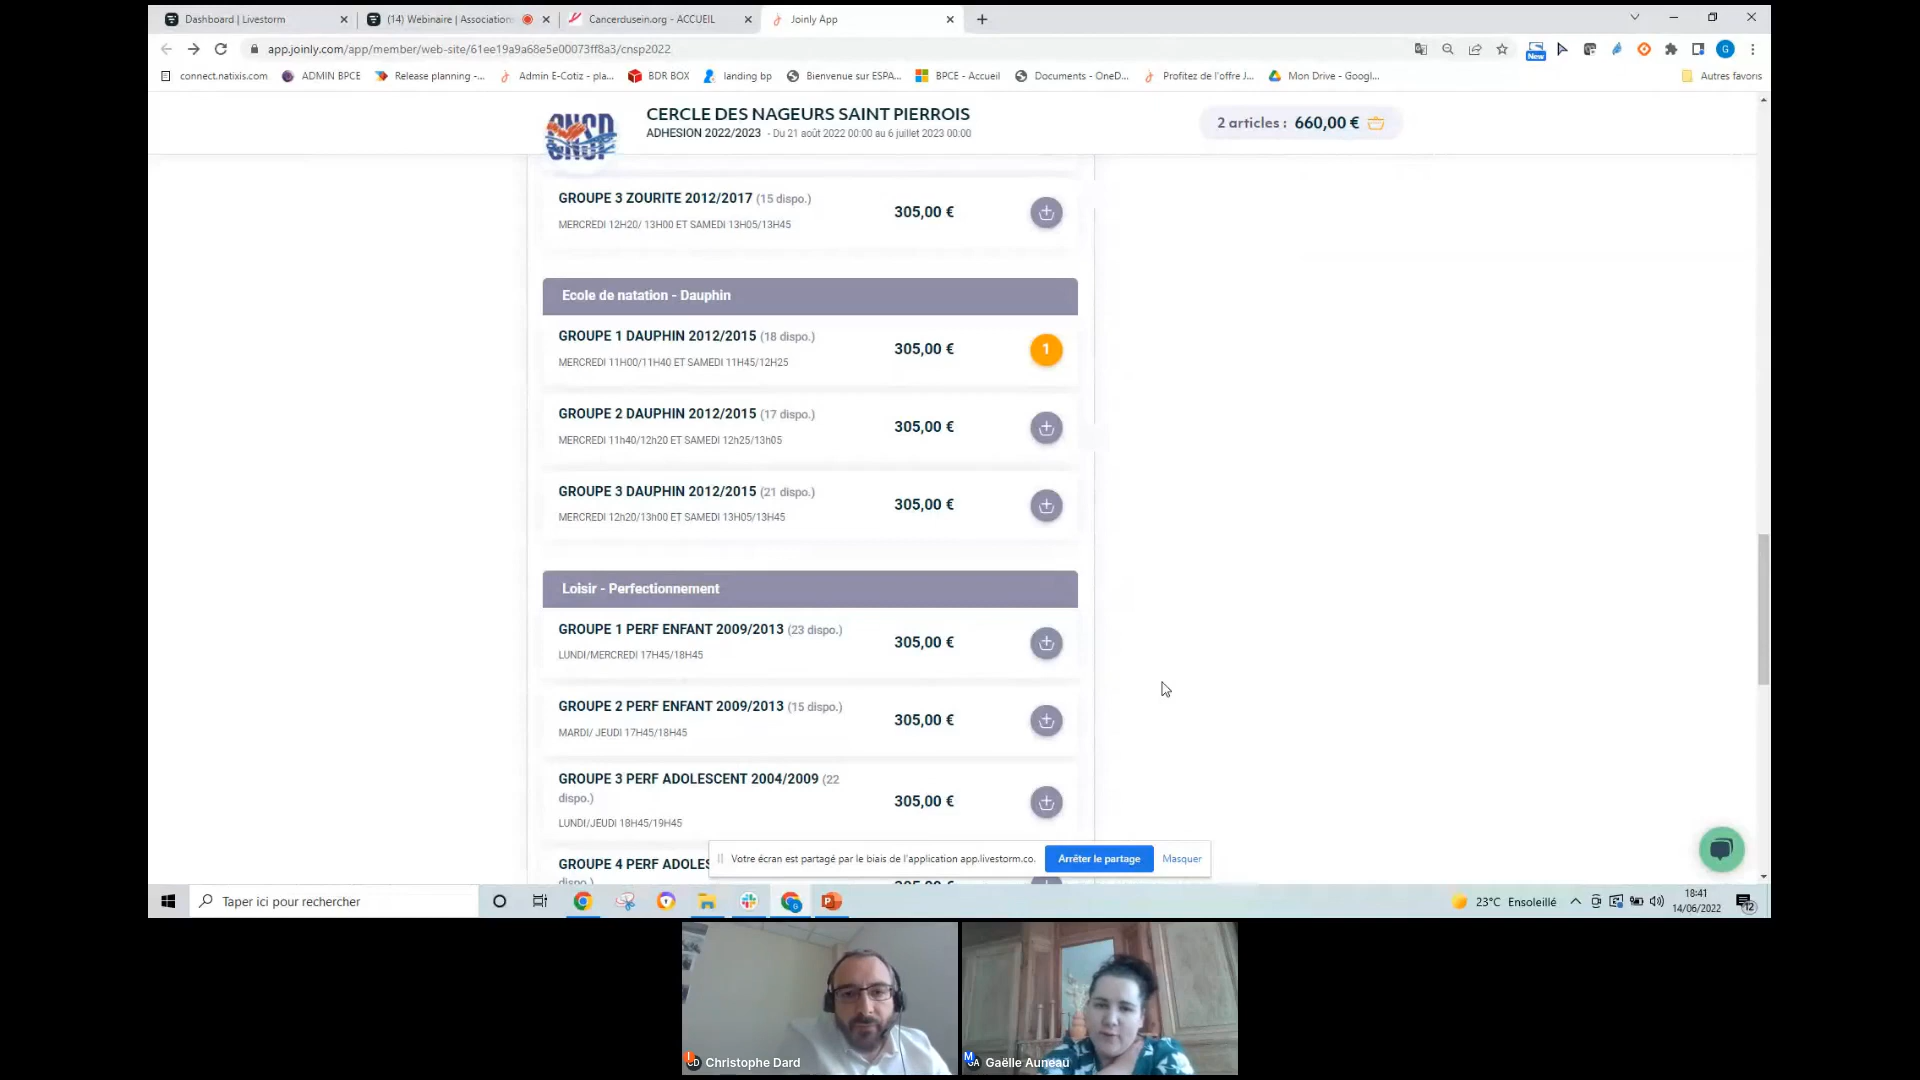 Dashboard | Livestorm
(14) Webinaire | Association
Cancerdusein.org - ACCUEIL
Joinly App
app.joinly.com/app/member/web-site/61ee19a9a68e5e00073ff8a3/cnsp2022
New
G
connect.natixis.com
ADMIN BPCE
Release planning -...
Admin E-Cotiz - pla...
BDR BOX
landing bp
Bienvenue sur ESPA...
BPCE - Accueil
Documents - OneD...
Profitez de l'offre J...
Mon Drive - Googl...
Autres favoris
CERCLE DES NAGEURS SAINT PIERROIS
ADHESION 2022/2023 - Du 21 août 2022 00:00 au 6 juillet 2023 00:00
2 articles : 660,00 €
GROUPE 3 ZOURITE 2012/2017 (15 dispo.)
305,00 €
MERCREDI 12H20/ 13H00 ET SAMEDI 13H05/13H45
Ecole de natation - Dauphin
GROUPE 1 DAUPHIN 2012/2015 (18 dispo.)
305,00 €
1
MERCREDI 11H00/11H40 ET SAMEDI 11H45/12H25
GROUPE 2 DAUPHIN 2012/2015 (17 dispo.)
305,00 €
MERCREDI 11h40/12h20 ET SAMEDI 12h25/13h05
GROUPE 3 DAUPHIN 2012/2015 (21 dispo.)
305,00 €
MERCREDI 12h20/13h00 ET SAMEDI 13H05/13H45
Loisir - Perfectionnement
GROUPE 1 PERF ENFANT 2009/2013 (23 dispo.)
305,00 €
LUNDI/MERCREDI 17H45/18H45
GROUPE 2 PERF ENFANT 2009/2013 (15 dispo.)
305,00 €
MARDI/ JEUDI 17H45/18H45
GROUPE 3 PERF ADOLESCENT 2004/2009 (22
dispo.)
305,00 €
LUNDI/JEUDI 18H45/19H45
GROUPE 4 PERF ADOLES
Votre écran est partagé par le biais de l'application app.livestorm.co.
Arrêter le partage
Masquer
Taper ici pour rechercher
23°C Ensoleillé
18:41
14/06/2022
12
Christophe Dard
Gaëlle Auneau